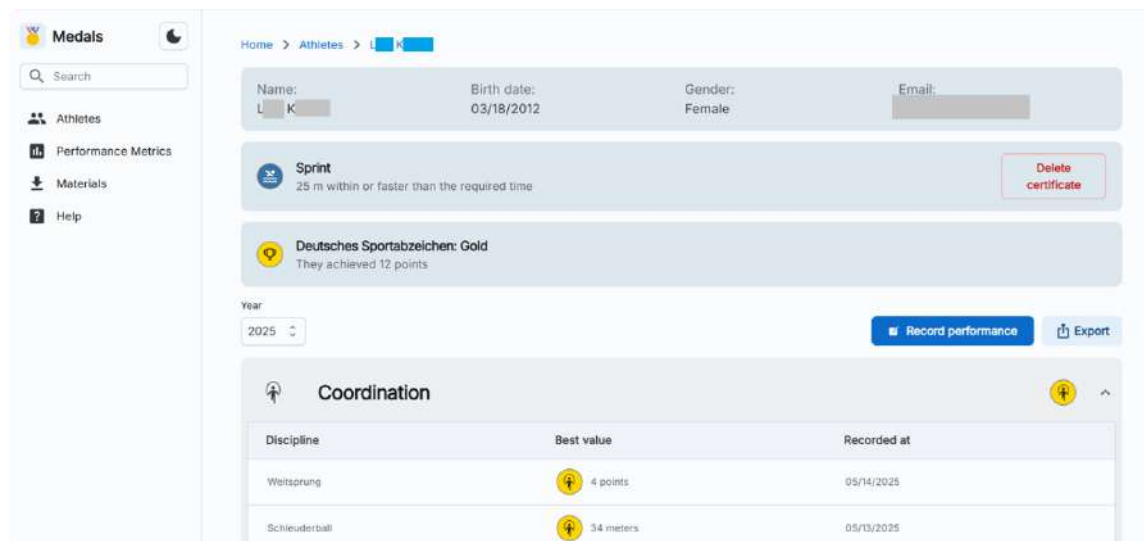 Medals
Search
Athletes
Performance Metrics
Materials
Help
Home > Athletes > L K
Name: Birth date: Gender: Email:
L K 03/18/2012 Female
Sprint
25 m within or faster than the required time
Delete
certificate
Deutsches Sportabzeichen: Gold
They achieved 12 points
Year
2025
Record performance Export
Coordination
Discipline Best value Recorded at
Weitsprung 4 points 05/14/2025
Schleuderball 34 meters 05/13/2025